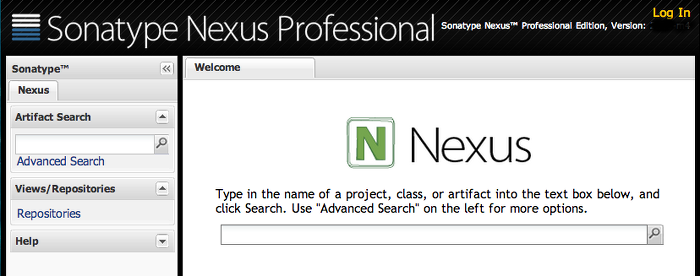 Sonatype Nexus Professional
Sonatype Nexus™ Professional Edition, Version:
Log In
Sonatype™
Nexus
Artifact Search
Advanced Search
Views/Repositories
Repositories
Help
Welcome
N Nexus
Type in the name of a project, class, or artifact into the text box below, and
click Search. Use "Advanced Search" on the left for more options.